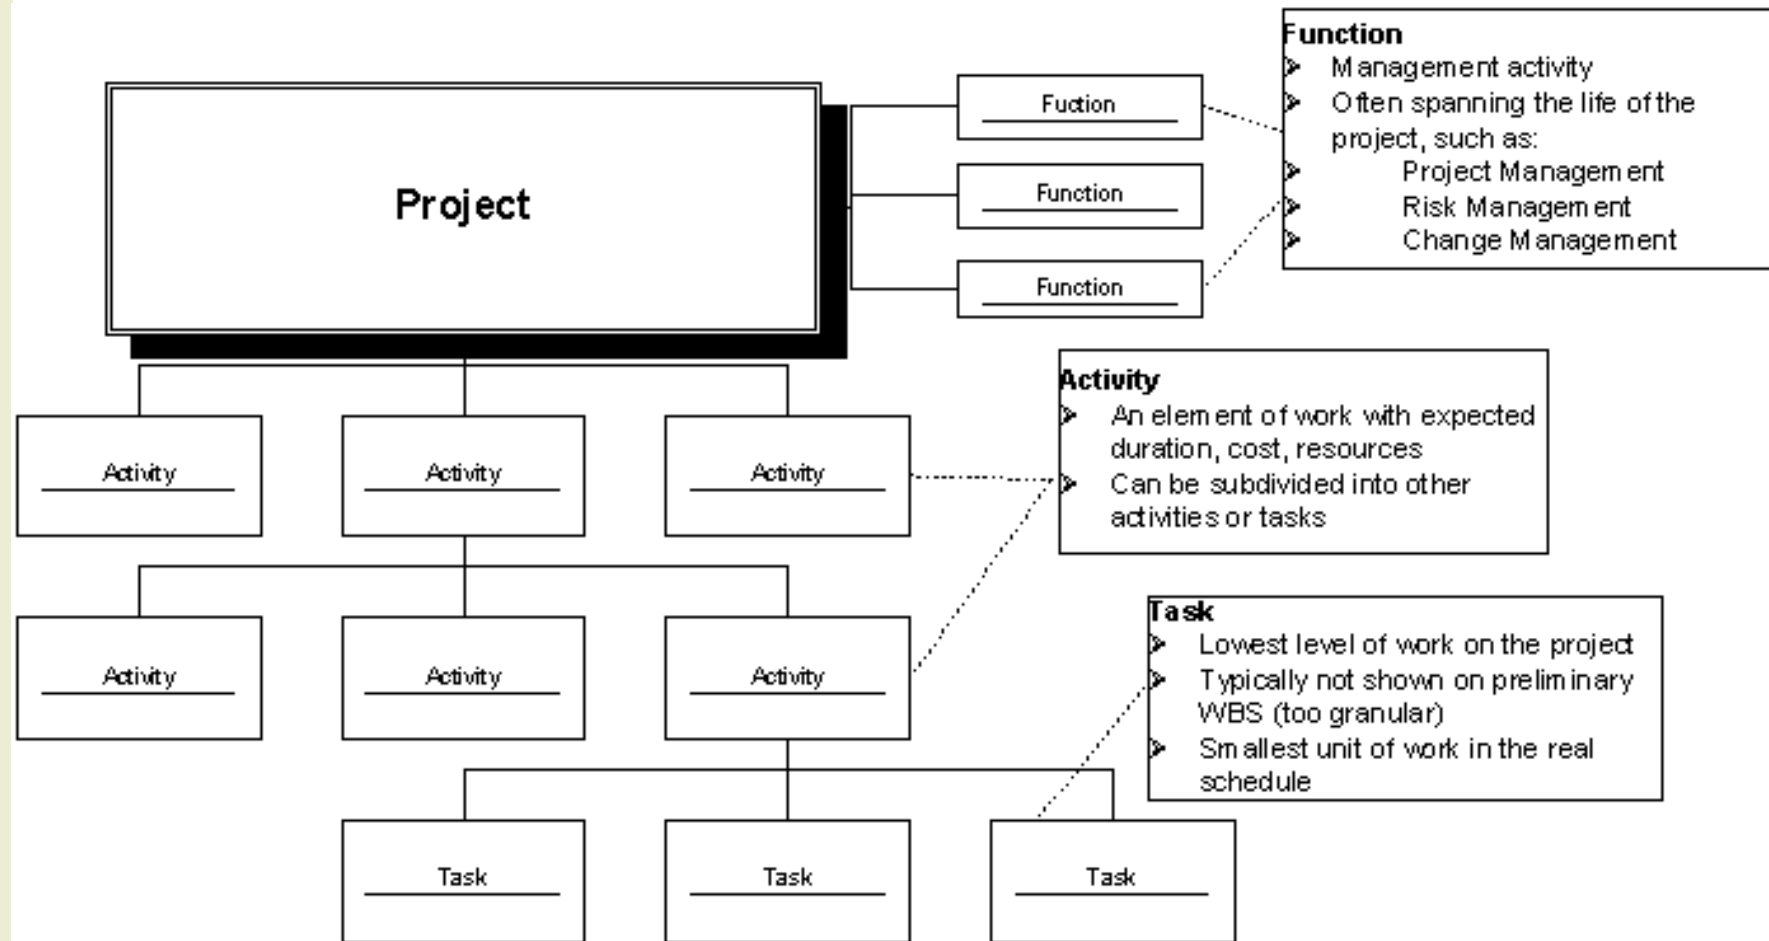 Project
Fuction
Function
Function
Function
Management activity
Often spanning the life of the
project, such as:
Project Management
Risk Management
Change Management
Activity
Activity
Activity
Activity
An element of work with expected
duration, cost, resources
Can be subdivided into other
activities or tasks
Activity
Activity
Activity
Task
Lowest level of work on the project
Typically not shown on preliminary
WBS (too granular)
Smallest unit of work in the real
schedule
Task
Task
Task